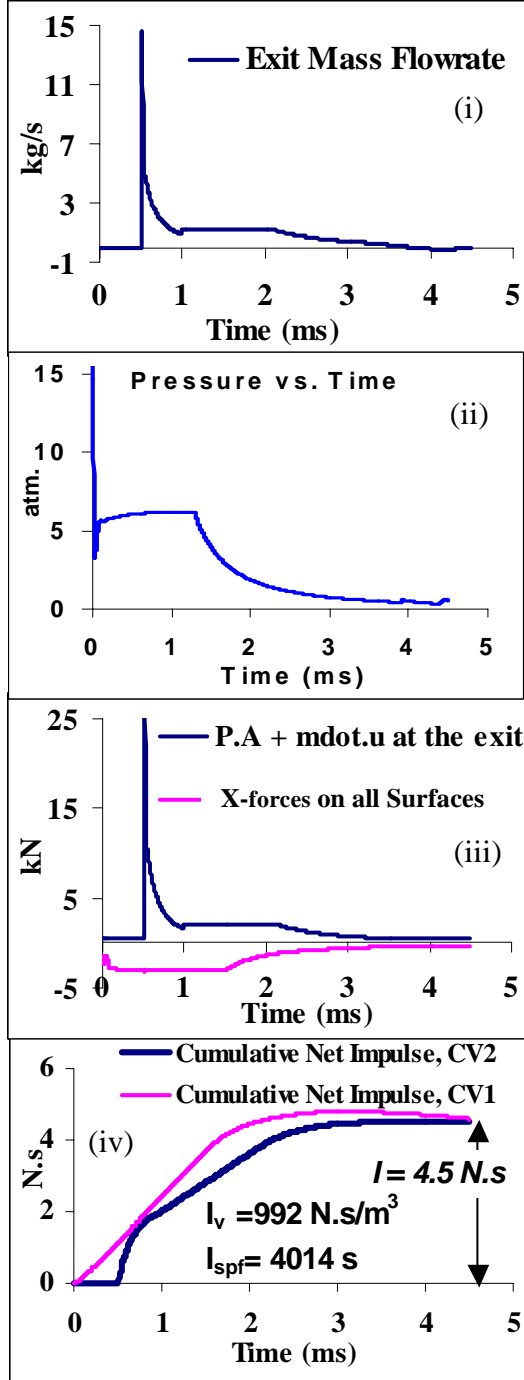 15
Exit Mass Flowrate
(i)
11
kg/s
7
3
-1
0 1 2 3 4 5
Time (ms)
15
Pressure vs. Time
(ii)
10
atm.
5
0
0 1 2 3 4 5
Time (ms)
25
P.A + mdot.u at the exit
X-forces on all Surfaces
15
(iii)
kN
5
-5
0 1 2 3 4 5
Time (ms)
6
Cumulative Net Impulse, CV2
Cumulative Net Impulse, CV1
(iv)
4
N.s
I = 4.5 N.s
Iv =992 N.s/m3
2
Ispf= 4014 s
0
0 1 2 3 4 5
Time (ms)